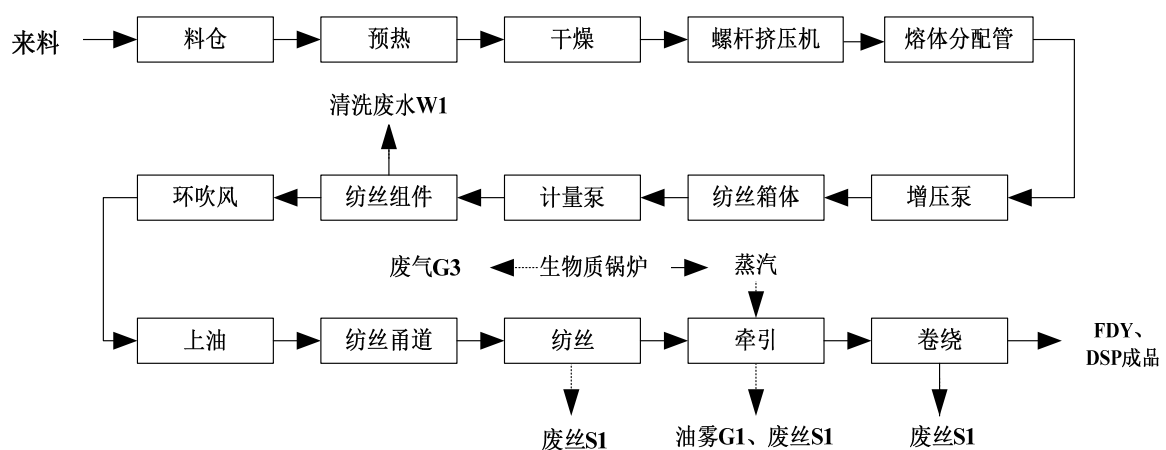 来料
料仓
预热
干燥
螺杆挤压机
熔体分配管
清洗废水W1
环吹风
纺丝组件
计量泵
纺丝箱体
增压泵
废气G3
生物质锅炉
蒸汽
上油
纺丝甬道
纺丝
牵引
卷绕
FDY、
DSP成品
废丝S1
油雾G1、废丝S1
废丝S1